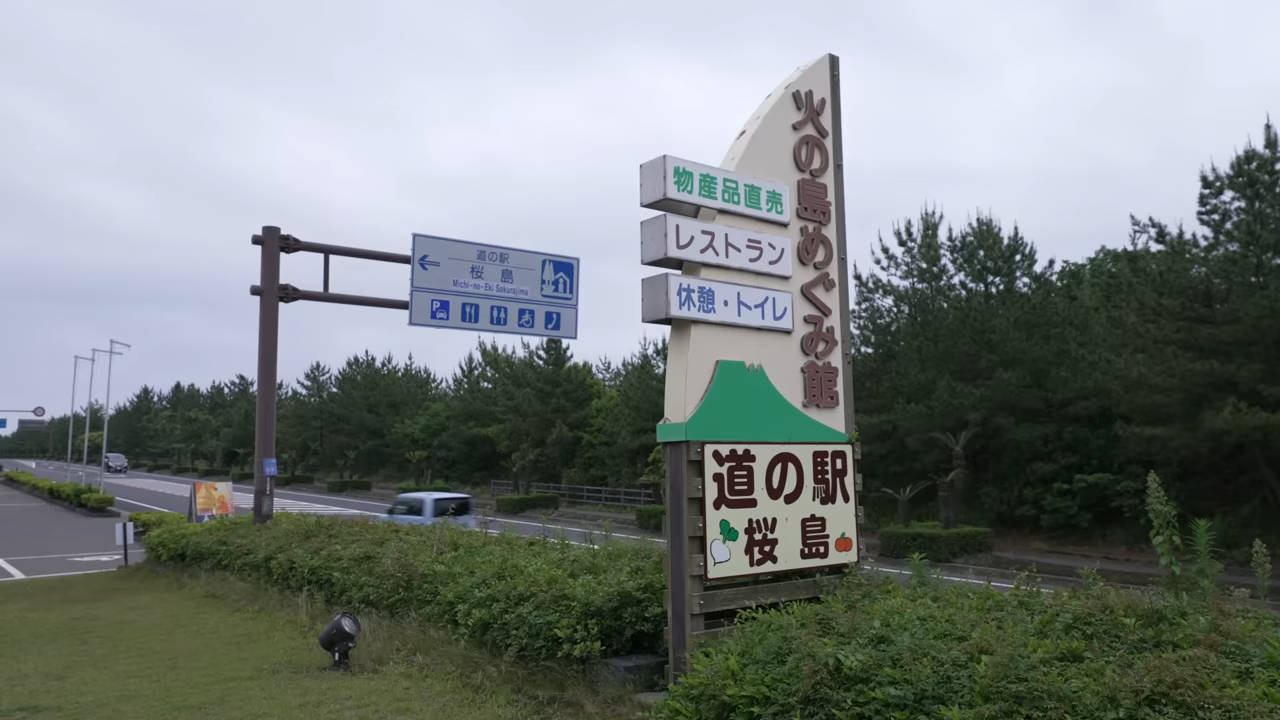 道の駅
桜島
Michi-no-Eki Sakurajima
P
火の島めぐみ館
物産品直売
レストラン
休憩・トイレ
道の駅
桜島